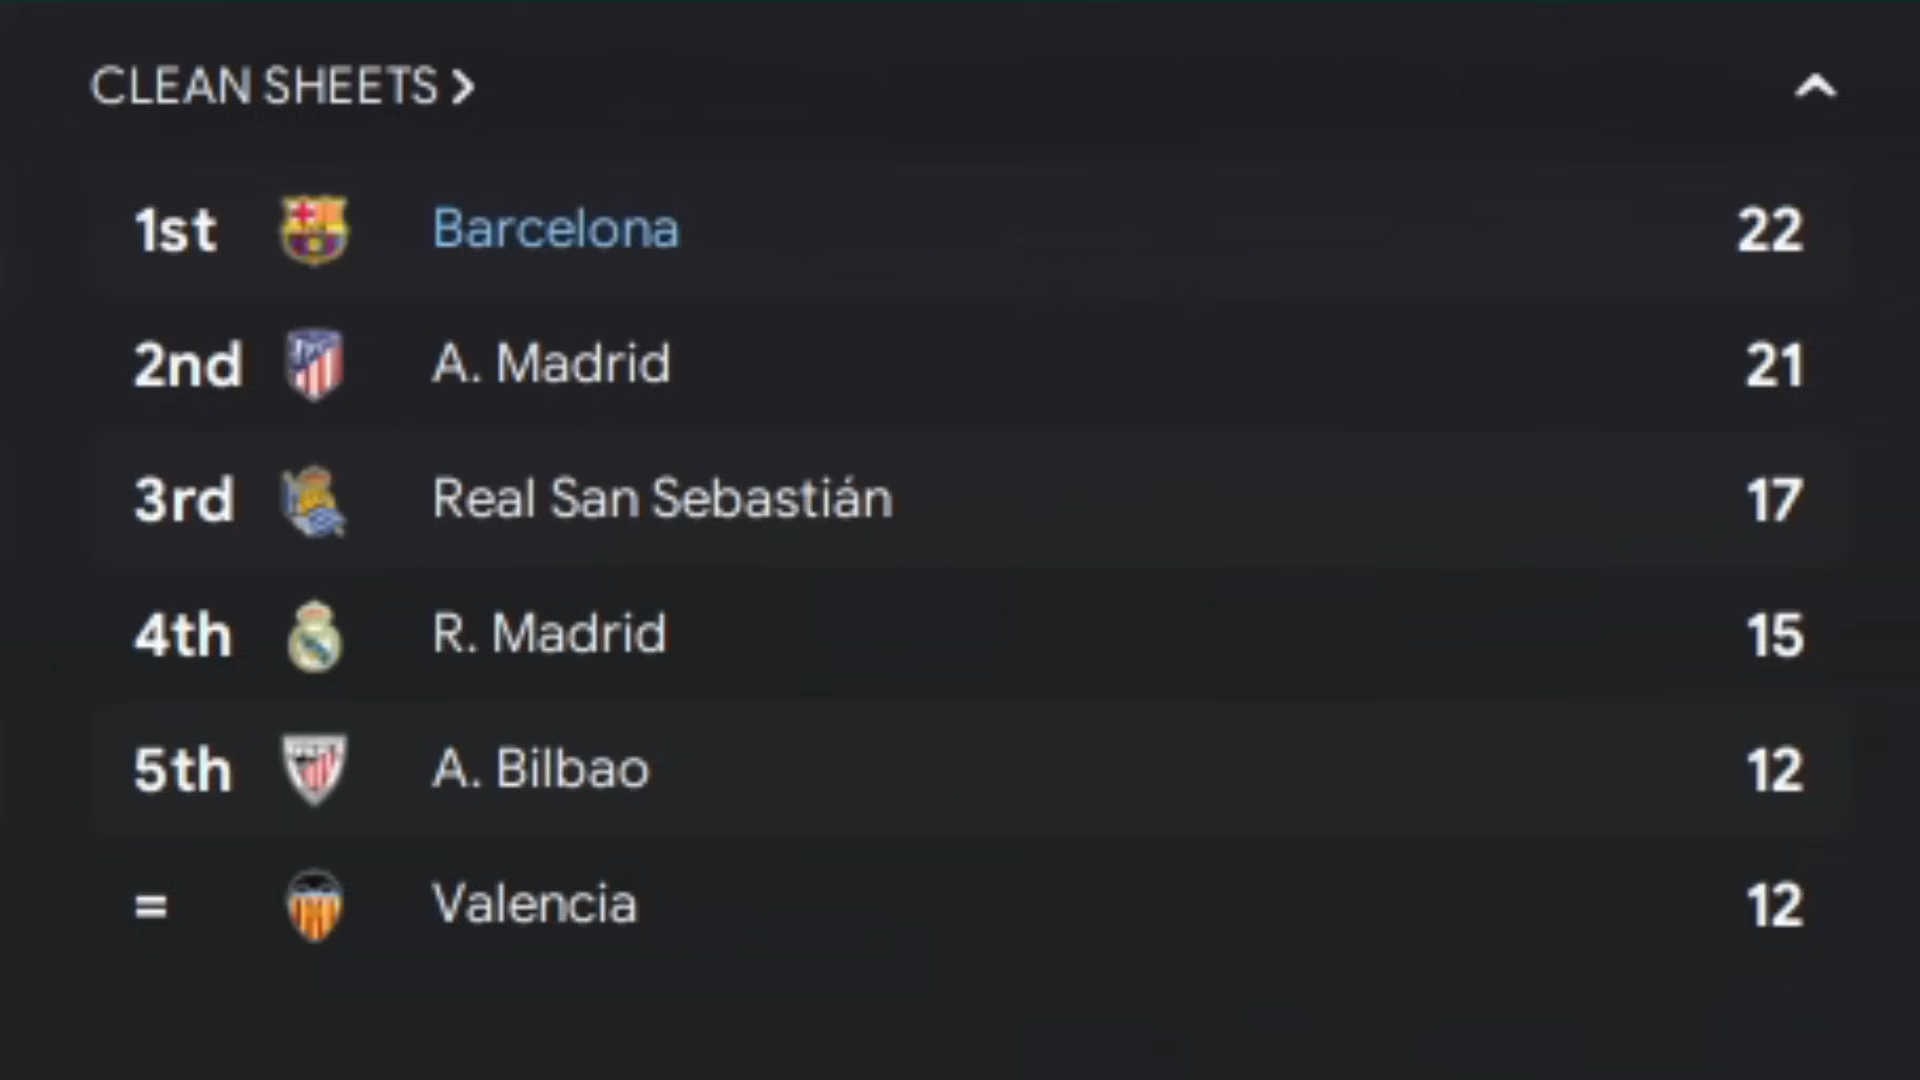 CLEAN SHEETS
1st Barcelona 22
2nd A. Madrid 21
3rd Real San Sebastián 17
4th R. Madrid 15
5th A. Bilbao 12
= Valencia 12